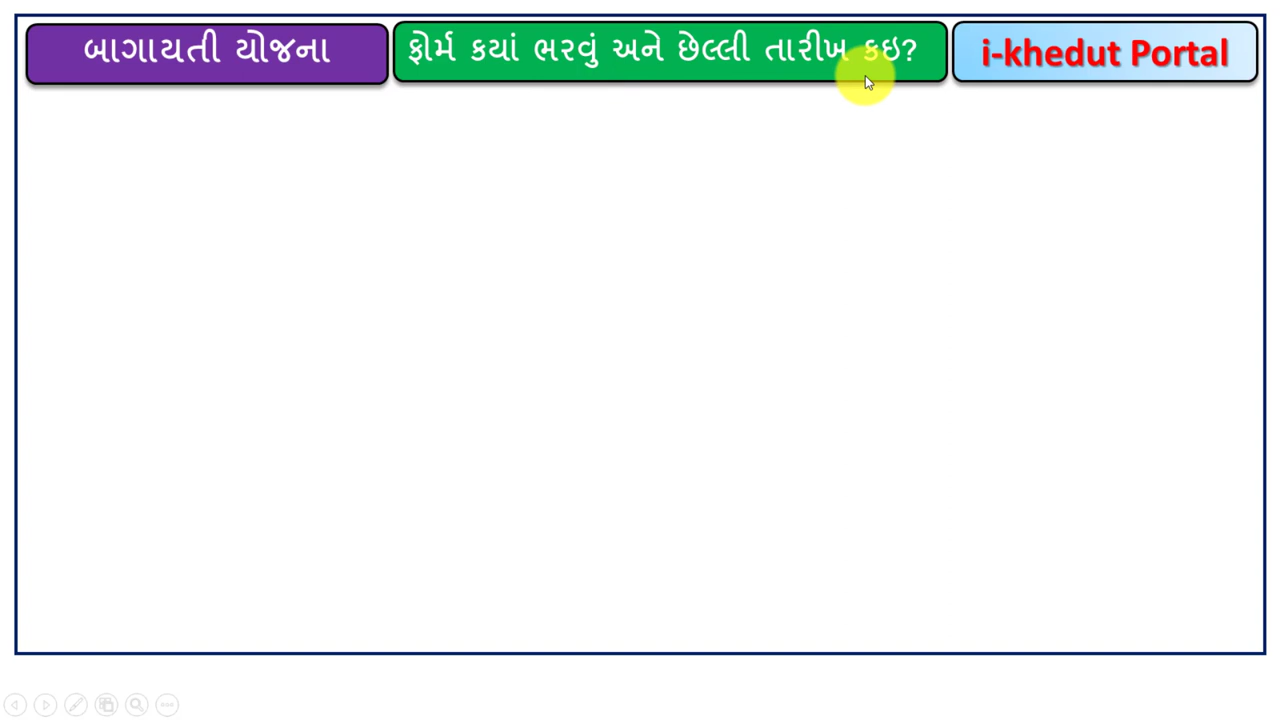 બાગાયતી યોજના
ફોર્મ કયાં ભરવું અને છેલ્લી તારીખ કઇ?
i-khedut Portal